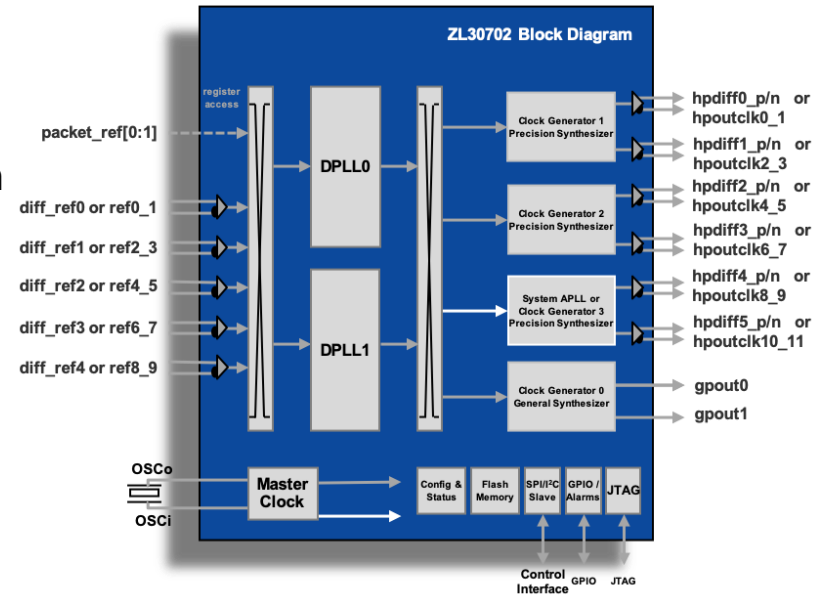 ZL30702 Block Diagram
register
access
packet_ref[0:1]
n
diff_ref0 or ref0_1
diff_ref1 or ref2_3
diff_ref2 or ref4_5
diff_ref3 or ref6_7
diff_ref4 or ref8_9
DPLL0
DPLL1
Clock Generator 1
Precision Synthesizer
Clock Generator 2
Precision Synthesizer
System APLL or
Clock Generator 3
Precision Synthesizer
Clock Generator 0
General Synthesizer
hpdiff0_p/n or
hpoutclk0_1
hpdiff1_p/n or
hpoutclk2_3
hpdiff2_p/n or
hpoutclk4_5
hpdiff3_p/n or
hpoutclk6_7
hpdiff4_p/n or
hpoutclk8_9
hpdiff5_p/n or
hpoutclk10_11
gpout0
gpout1
OSCo
OSCi
Master
Clock
Config &
Status
Flash
Memory
SPI/I²C
Slave
GPIO /
Alarms
JTAG
Control
Interface
GPIO
JTAG